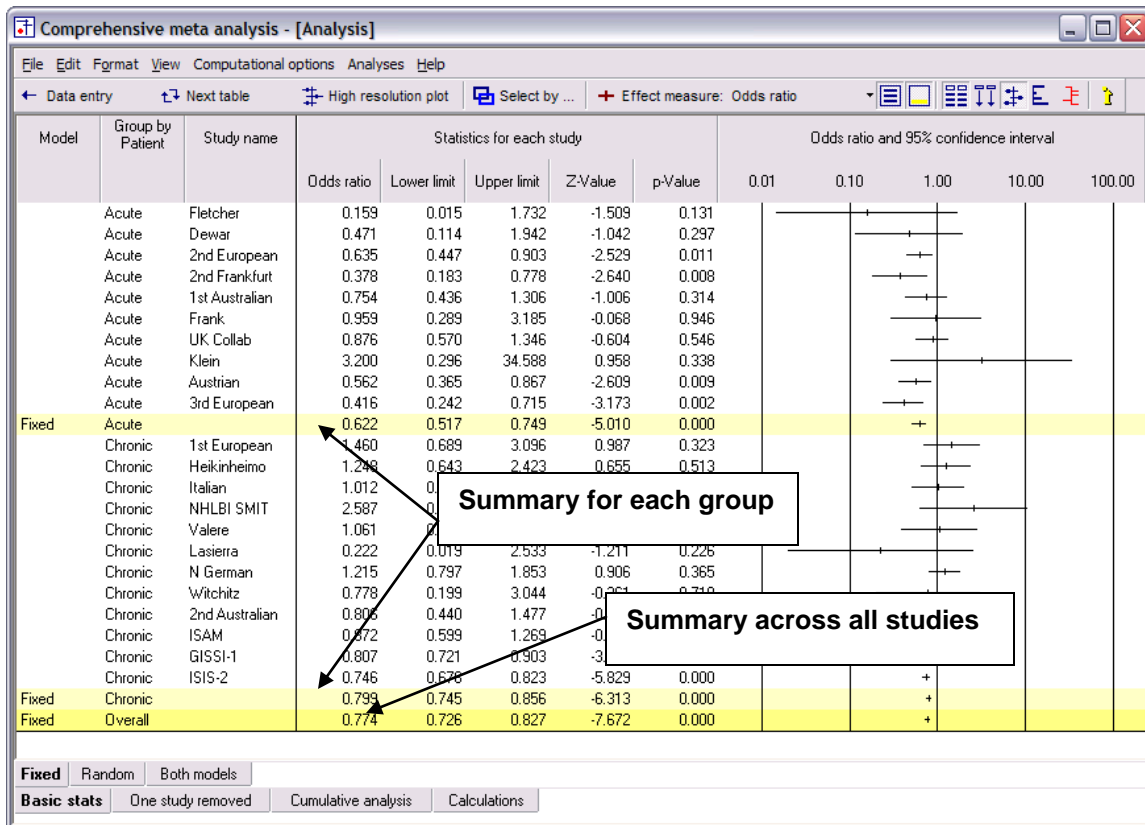 Comprehensive meta analysis - [Analysis]
File Edit Format View Computational options Analyses Help
← Data entry Next table High resolution plot Select by ... Effect measure: Odds ratio
Model Group by Patient Study name Statistics for each study Odds ratio and 95% confidence interval
Odds ratio Lower limit Upper limit Z-Value p-Value 0.01 0.10 1.00 10.00 100.00
Acute Fletcher 0.159 0.015 1.732 -1.509 0.131
Acute Dewar 0.471 0.114 1.942 -1.042 0.297
Acute 2nd European 0.635 0.447 0.903 -2.529 0.011
Acute 2nd Frankfurt 0.378 0.183 0.778 -2.640 0.008
Acute 1st Australian 0.754 0.436 1.306 -1.006 0.314
Acute Frank 0.959 0.289 3.185 -0.068 0.946
Acute UK Collab 0.876 0.570 1.346 -0.604 0.546
Acute Klein 3.200 0.296 34.588 0.958 0.338
Acute Austrian 0.562 0.365 0.867 -2.609 0.009
Acute 3rd European 0.416 0.242 0.715 -3.173 0.002
Fixed Acute 0.622 0.517 0.749 -5.010 0.000
Chronic 1st European 1.460 0.689 3.096 0.987 0.323
Chronic Heikinheimo 1.248 0.643 2.423 0.655 0.513
Chronic Italian 1.012
Chronic NHLBI SMIT 2.587
Summary for each group
Chronic Valere 1.061
Chronic Lasierra 0.222 0.019 2.533 -1.211 0.226
Chronic N German 1.215 0.797 1.853 0.906 0.365
Chronic Witchitz 0.778 0.199 3.044
Chronic 2nd Australian 0.806 0.440 1.477
Summary across all studies
Chronic ISAM 0.872 0.599 1.269
Chronic GISSI-1 0.807 0.721 0.903
Chronic ISIS-2 0.746 0.676 0.823 -5.829 0.000
Fixed Chronic 0.799 0.745 0.856 -6.313 0.000
Fixed Overall 0.774 0.726 0.827 -7.672 0.000
Fixed Random Both models
Basic stats One study removed Cumulative analysis Calculations